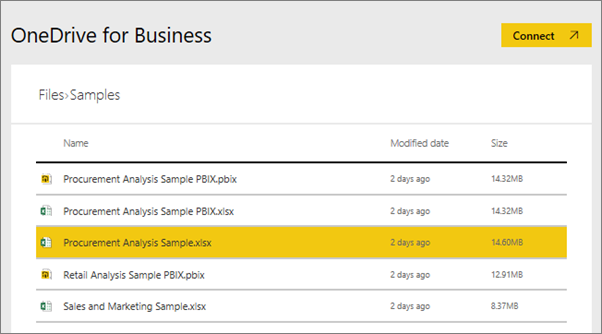 OneDrive for Business
Connect
Files>Samples
Name Modified date Size
Procurement Analysis Sample PBIX.pbix 2 days ago 14.32MB
Procurement Analysis Sample PBIX.xlsx 2 days ago 14.32MB
Procurement Analysis Sample.xlsx 2 days ago 14.60MB
Retail Analysis Sample PBIX.pbix 2 days ago 12.91MB
Sales and Marketing Sample.xlsx 2 days ago 8.37MB